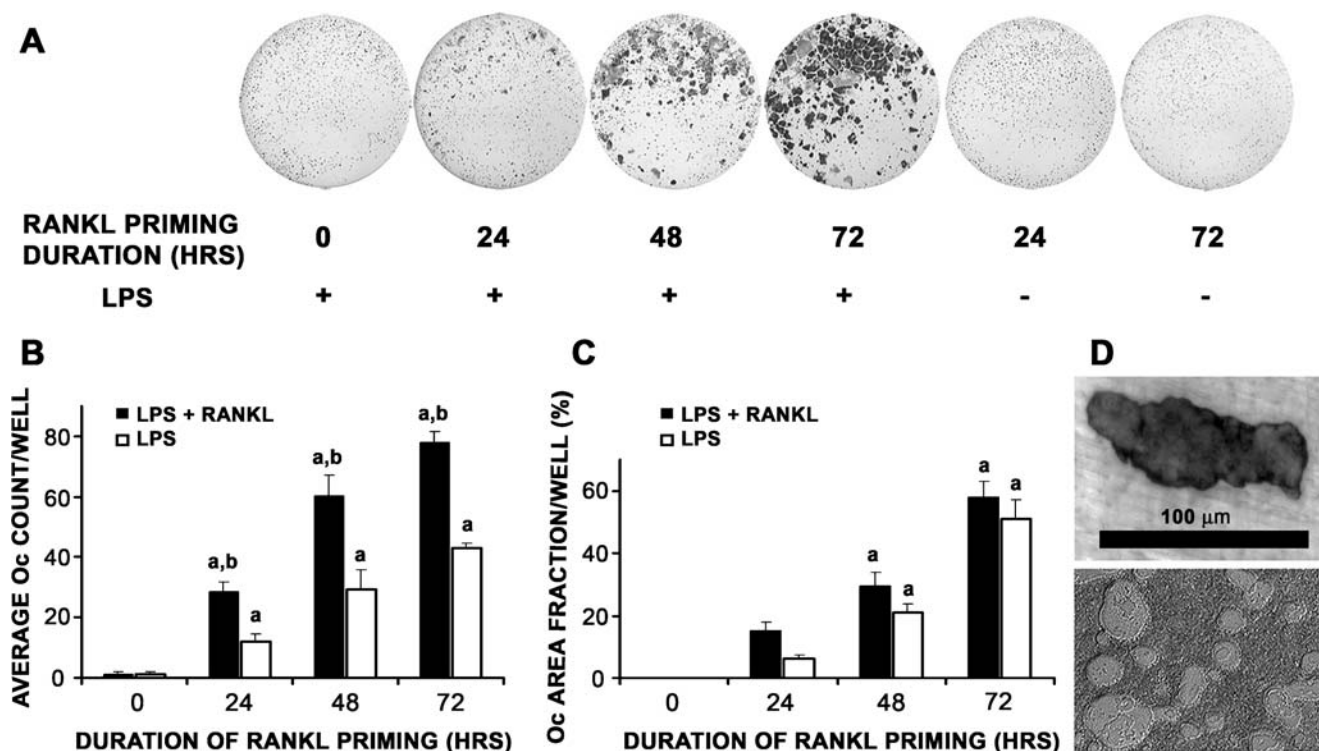 A
RANKL PRIMING
DURATION (HRS)
0 24 48 72 24 72
LPS + + + + - -
B
AVERAGE Oc COUNT/WELL
LPS + RANKL
LPS
80
60
40
20
0
a,b
a
a,b
a
a,b
a
0 24 48 72
DURATION OF RANKL PRIMING (HRS)
C
Oc AREA FRACTION/WELL (%)
LPS + RANKL
LPS
60
40
20
0
a
a
a
a
0 24 48 72
DURATION OF RANKL PRIMING (HRS)
D
100 μm